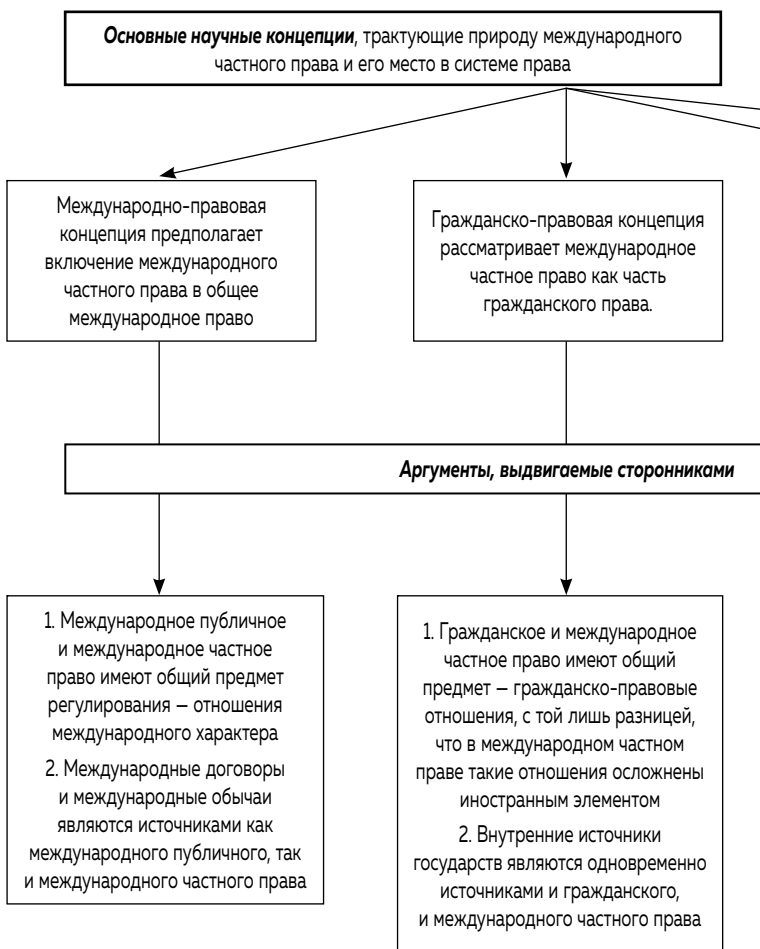 Основные научные концепции, трактующие природу международного
частного права и его место в системе права
Международно-правовая
концепция предполагает
включение международного
частного права в общее
международное право
Гражданско-правовая концепция
рассматривает международное
частное право как часть
гражданского права.
Аргументы, выдвигаемые сторонниками
1. Международное публичное
и международное частное
право имеют общий предмет
регулирования – отношения
международного характера
2. Международные договоры
и международные обычаи
являются источниками как
международного публичного, так
и международного частного права
1. Гражданское и международное
частное право имеют общий
предмет – гражданско-правовые
отношения, с той лишь разницей,
что в международном частном
праве такие отношения осложнены
иностранным элементом
2. Внутренние источники
государств являются одновременно
источниками и гражданского,
и международного частного права